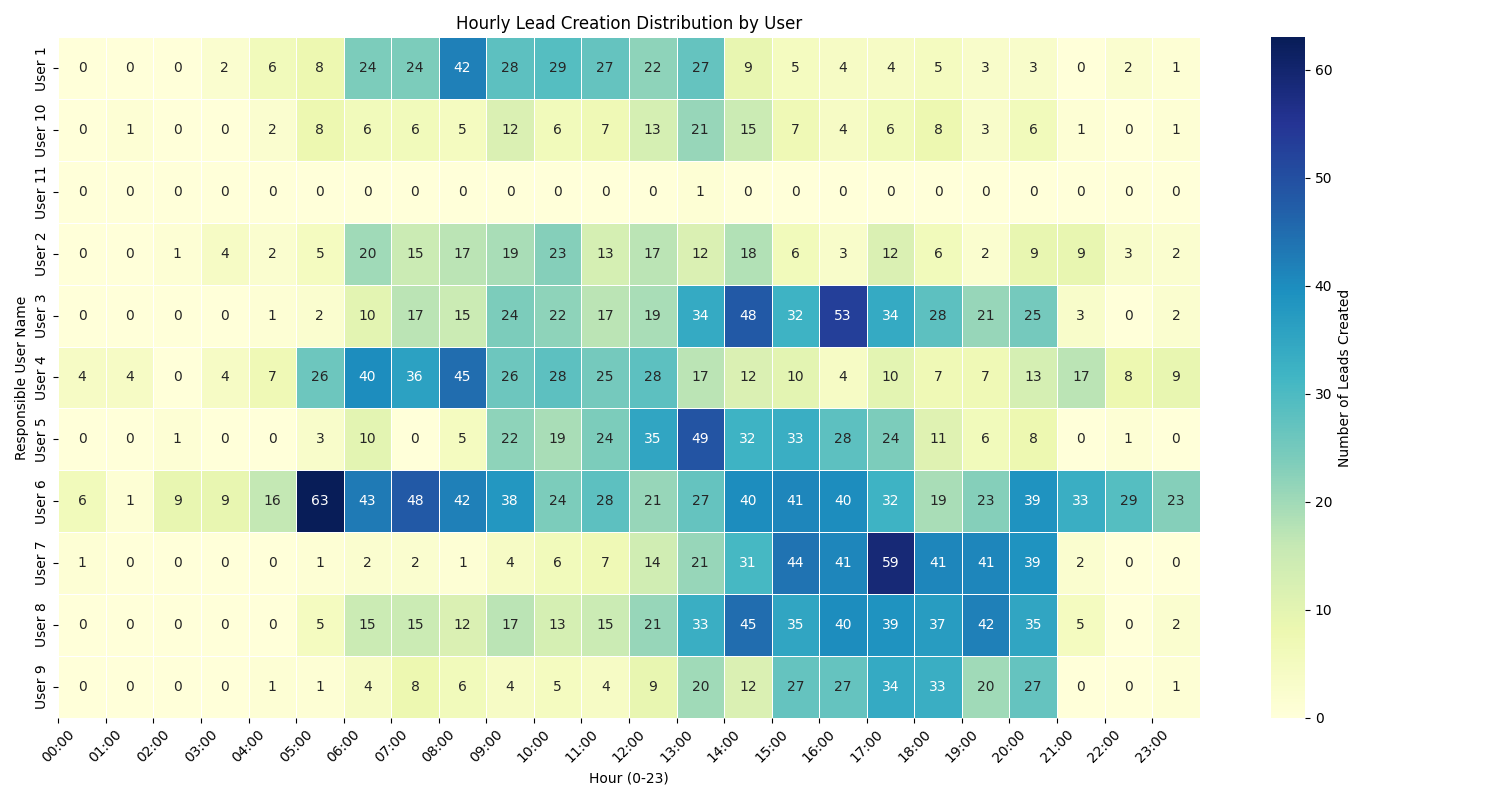 Hourly Lead Creation Distribution by User
User 1 0 0 0 2 6 8 24 24 42 28 29 27 22 27 9 5 4 4 5 3 3 0 2 1
User 10 0 1 0 0 2 8 6 6 5 12 6 7 13 21 15 7 4 6 8 3 6 1 0 1
User 11 0 0 0 0 0 0 0 0 0 0 0 0 0 1 0 0 0 0 0 0 0 0 0 0
User 2 0 0 1 4 2 5 20 15 17 19 23 13 17 12 18 6 3 12 6 2 9 9 3 2
User 3 0 0 0 0 1 2 10 17 15 24 22 17 19 34 48 32 53 34 28 21 25 3 0 2
User 4 4 4 0 4 7 26 40 36 45 26 28 25 28 17 12 10 4 10 7 7 13 17 8 9
User 5 0 0 1 0 0 3 10 0 5 22 19 24 35 49 32 33 28 24 11 6 8 0 1 0
User 6 6 1 9 9 16 63 43 48 42 38 24 28 21 27 40 41 40 32 19 23 39 33 29 23
User 7 1 0 0 0 0 1 2 2 1 4 6 7 14 21 31 44 41 59 41 41 39 2 0 0
User 8 0 0 0 0 0 5 15 15 12 17 13 15 21 33 45 35 40 39 37 42 35 5 0 2
User 9 0 0 0 0 1 1 4 8 6 4 5 4 9 20 12 27 27 34 33 20 27 0 0 1
00:00 01:00 02:00 03:00 04:00 05:00 06:00 07:00 08:00 09:00 10:00 11:00 12:00 13:00 14:00 15:00 16:00 17:00 18:00 19:00 20:00 21:00 22:00 23:00
Hour (0-23)
Responsible User Name
60
50
40
30
20
10
0
Number of Leads Created